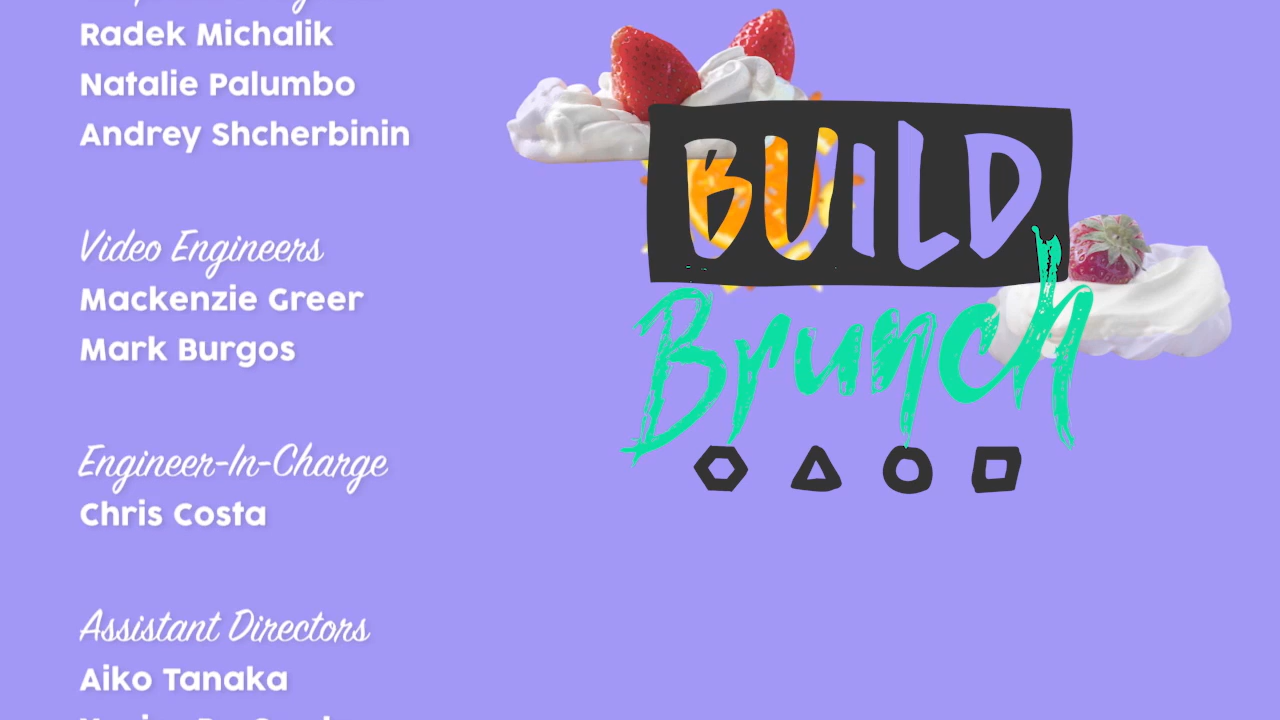 Radek Michalik
Natalie Palumbo
Andrey Shcherbinin
Video Engineers
Mackenzie Greer
Mark Burgos
Engineer-In-Charge
Chris Costa
Assistant Directors
Aiko Tanaka
BUILD
Brunch